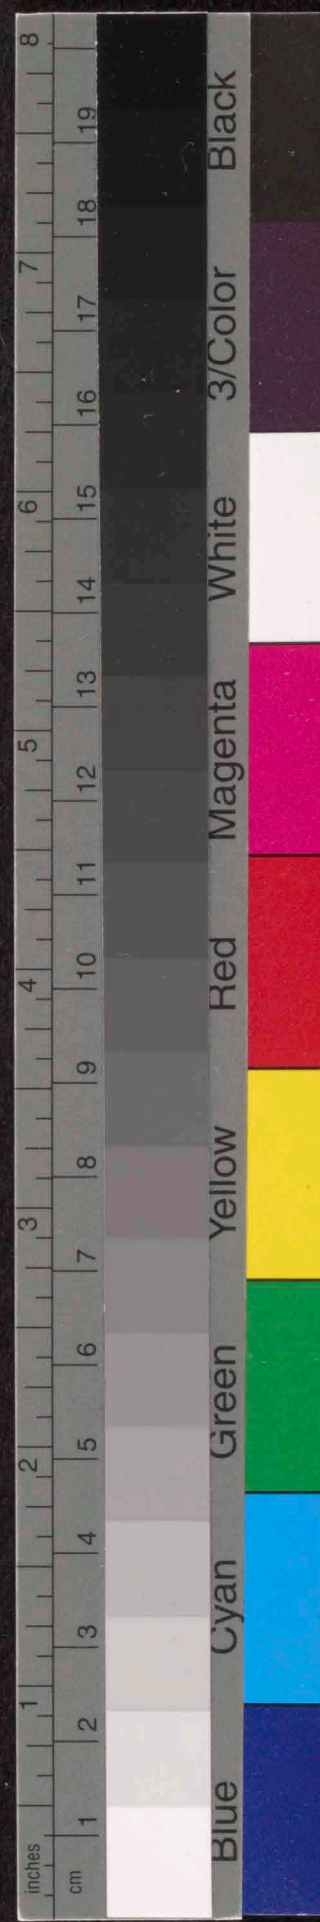 inches 1 2 3 4 5 6 7 8
cm 1 2 3 4 5 6 7 8 9 10 11 12 13 14 15 16 17 18 19
Blue Cyan Green Yellow Red Magenta White 3/Color Black